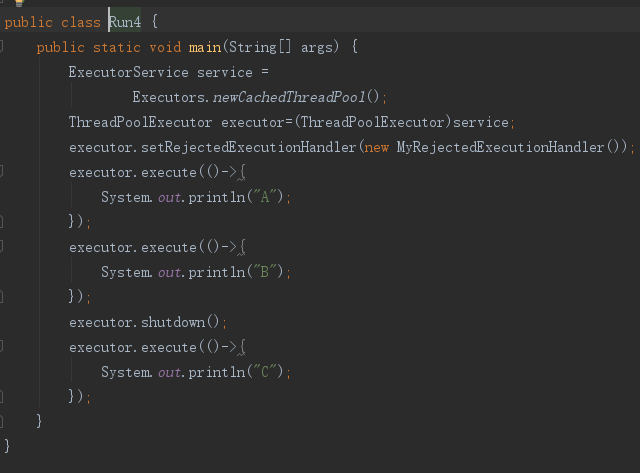 public class Run4 {
    public static void main(String[] args) {
        ExecutorService service =
                Executors.newCachedThreadPool();
        ThreadPoolExecutor executor=(ThreadPoolExecutor)service;
        executor.setRejectedExecutionHandler(new MyRejectedExecutionHandler());
        executor.execute(()->{
            System.out.println("A");
        });
        executor.execute(()->{
            System.out.println("B");
        });
        executor.shutdown();
        executor.execute(()->{
            System.out.println("C");
        });
    }
}